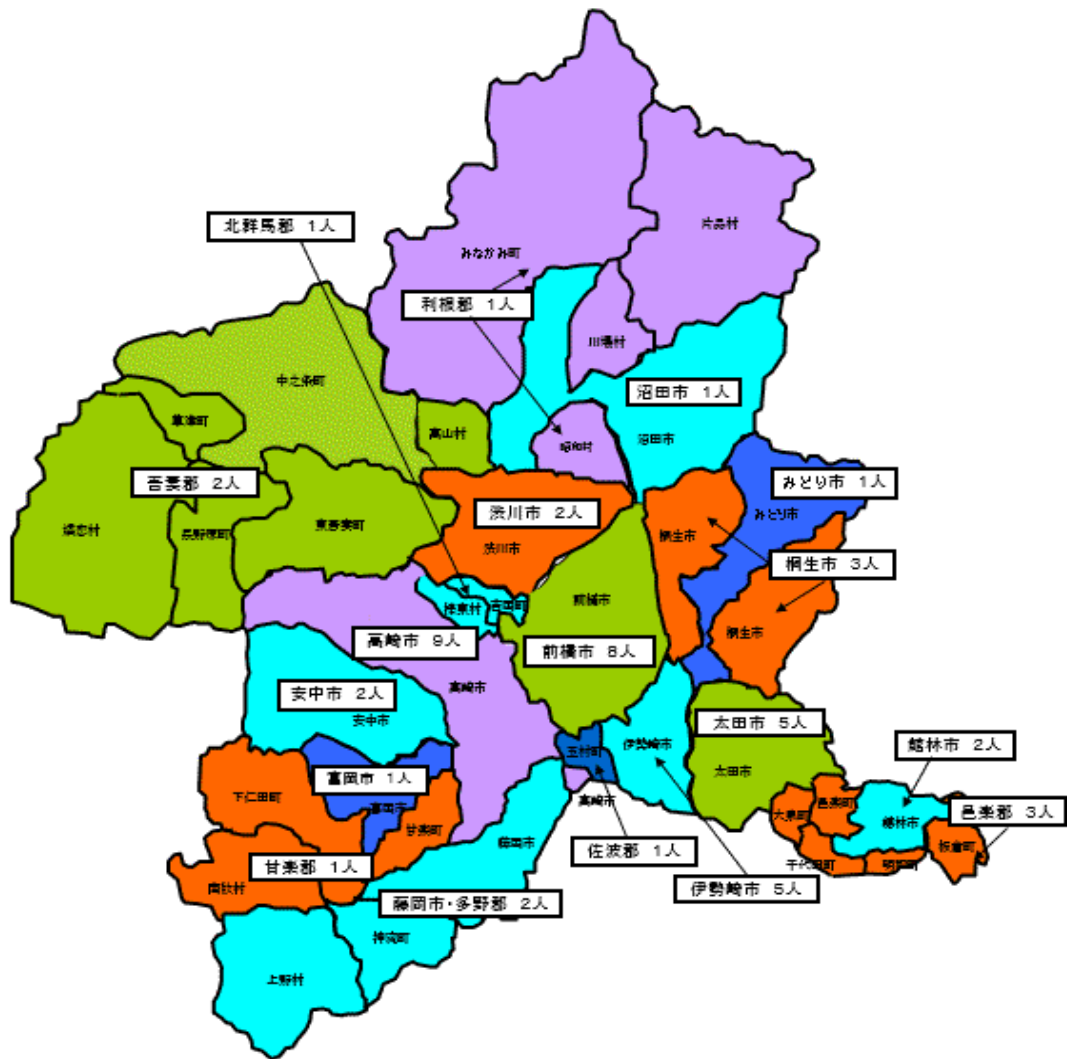 北群馬郡 1人
片品村
みなかみ町
利根郡 1人
川場村
中之条町
沼田市 1人
草津町
高山村
沼田市
昭和村
吾妻郡 2人
みどり市 1人
渋川市 2人
みどり市
嬬恋村
長野原町
東吾妻町
桐生市
渋川市
桐生市 3人
榛東村
吉岡町
前橋市
桐生市
高崎市 9人
前橋市 8人
高崎市
安中市 2人
安中市
太田市 5人
玉村町
伊勢崎市
館林市 2人
富岡市 1人
太田市
下仁田町
富岡市
高崎市
大泉町
邑楽町
邑楽郡 3人
甘楽町
館林市
板倉町
藤岡市
佐波郡 1人
甘楽郡 1人
千代田町
明和町
南牧村
伊勢崎市 5人
藤岡市・多野郡 2人
神流町
上野村